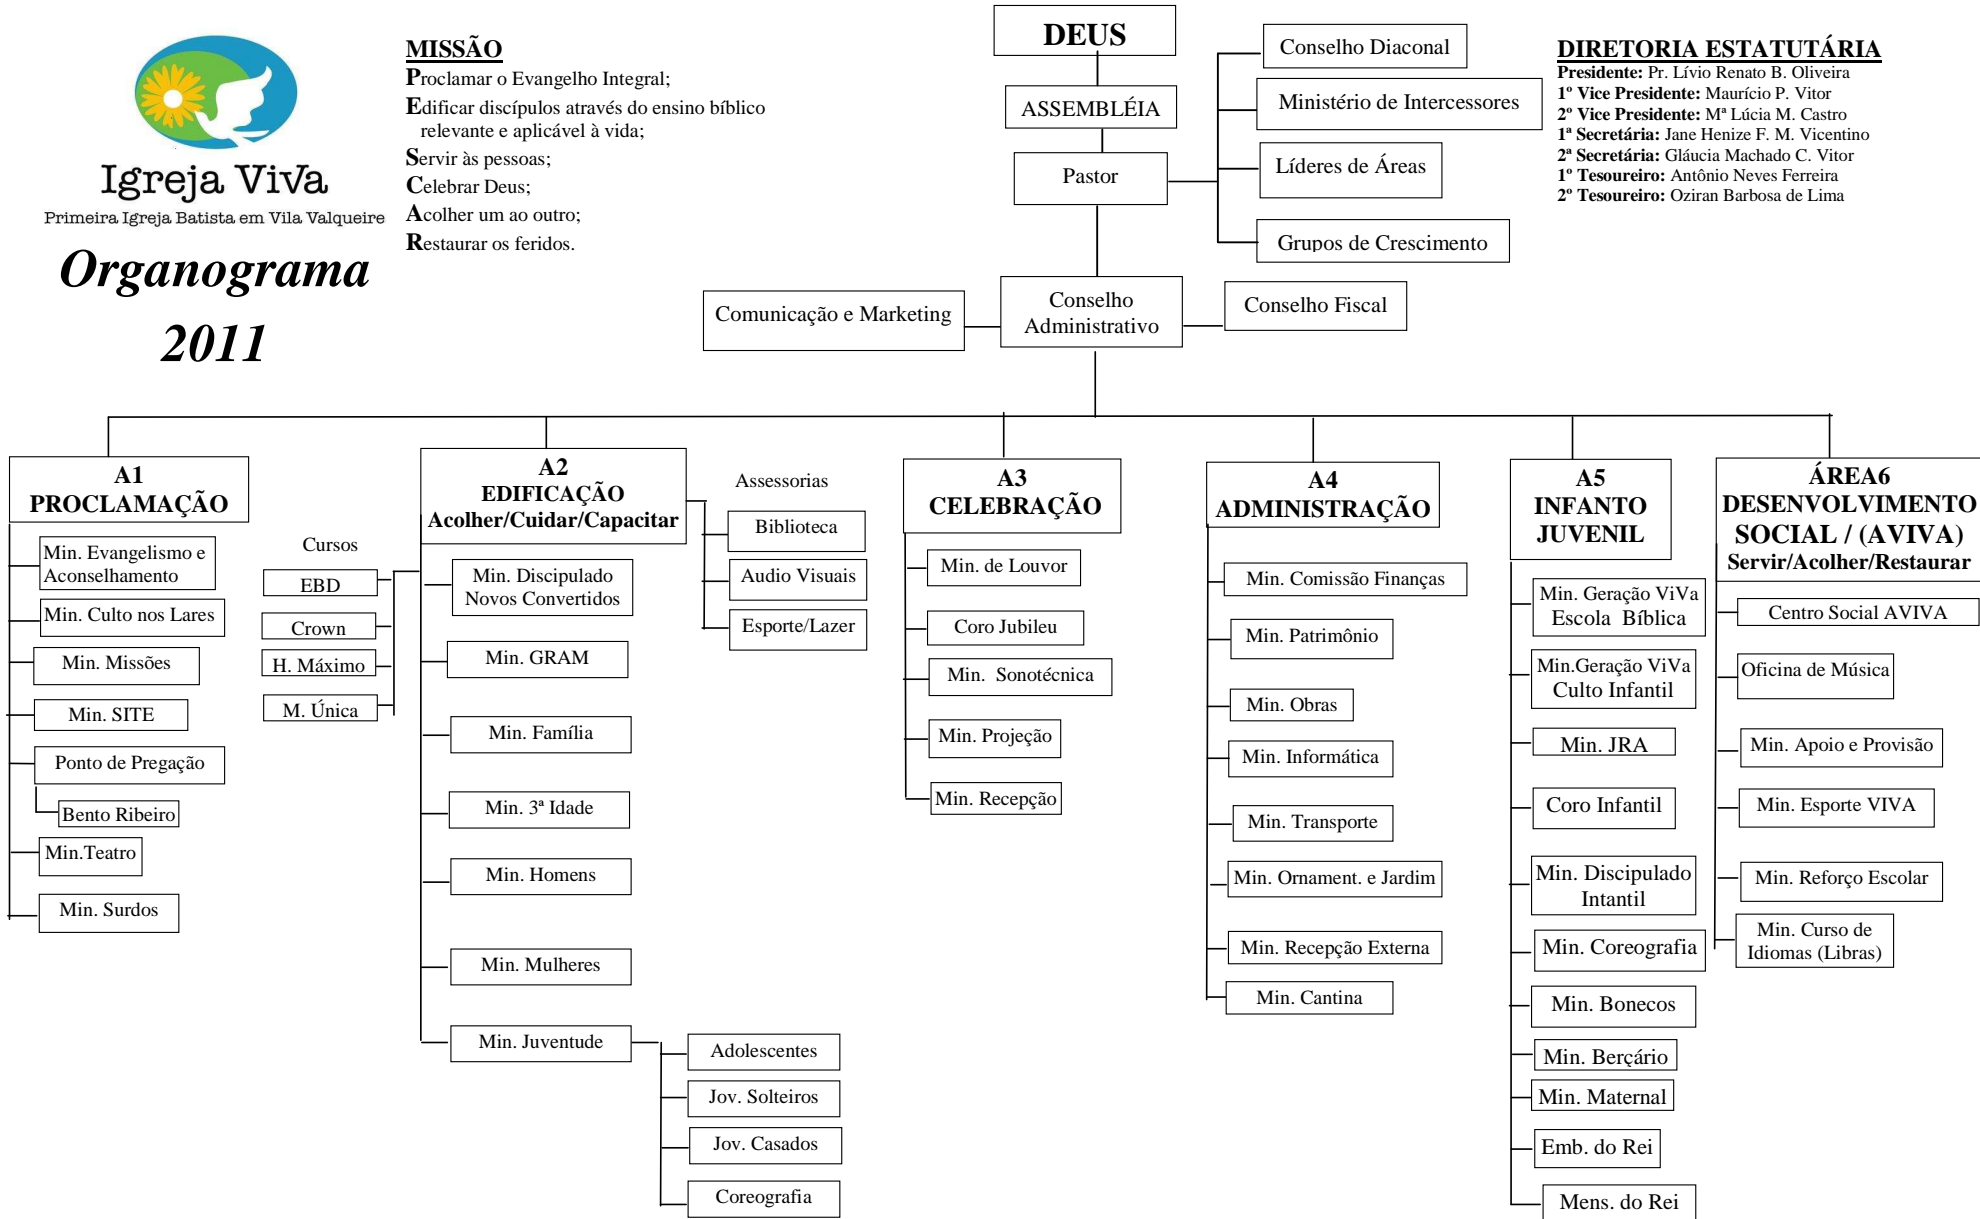 Igreja ViVa
Primeira Igreja Batista em Vila Valqueire
Organograma
2011
MISSÃO
Proclamar o Evangelho Integral;
Edificar discípulos através do ensino bíblico
relevante e aplicável à vida;
Servir às pessoas;
Celebrar Deus;
Acolher um ao outro;
Restaurar os feridos.
DEUS
ASSEMBLÉIA
Pastor
Conselho Diaconal
Ministério de Intercessores
Líderes de Áreas
Grupos de Crescimento
DIRETORIA ESTATUTÁRIA
Presidente: Pr. Lívio Renato B. Oliveira
1º Vice Presidente: Maurício P. Vitor
2º Vice Presidente: Mª Lúcia M. Castro
1ª Secretária: Jane Henize F. M. Vicentino
2ª Secretária: Gláucia Machado C. Vitor
1º Tesoureiro: Antônio Neves Ferreira
2º Tesoureiro: Oziran Barbosa de Lima
Comunicação e Marketing
Conselho
Administrativo
Conselho Fiscal
A1
PROCLAMAÇÃO
Min. Evangelismo e
Aconselhamento
Min. Culto nos Lares
Min. Missões
Min. SITE
Ponto de Pregação
Bento Ribeiro
Min.Teatro
Min. Surdos
A2
EDIFICAÇÃO
Acolher/Cuidar/Capacitar
Cursos
EBD
Crown
H. Máximo
M. Única
Min. Discipulado
Novos Convertidos
Min. GRAM
Min. Família
Min. 3ª Idade
Min. Homens
Min. Mulheres
Min. Juventude
Adolescentes
Jov. Solteiros
Jov. Casados
Coreografia
Assessorias
Biblioteca
Audio Visuais
Esporte/Lazer
A3
CELEBRAÇÃO
Min. de Louvor
Coro Jubileu
Min. Sonotécnica
Min. Projeção
Min. Recepção
A4
ADMINISTRAÇÃO
Min. Comissão Finanças
Min. Patrimônio
Min. Obras
Min. Informática
Min. Transporte
Min. Ornament. e Jardim
Min. Recepção Externa
Min. Cantina
A5
INFANTO
JUVENIL
Min. Geração ViVa
Escola Bíblica
Min.Geração ViVa
Culto Infantil
Min. JRA
Coro Infantil
Min. Discipulado
Intantil
Min. Coreografia
Min. Bonecos
Min. Berçário
Min. Maternal
Emb. do Rei
Mens. do Rei
ÁREA6
DESENVOLVIMENTO
SOCIAL / (AVIVA)
Servir/Acolher/Restaurar
Centro Social AVIVA
Oficina de Música
Min. Apoio e Provisão
Min. Esporte VIVA
Min. Reforço Escolar
Min. Curso de
Idiomas (Libras)